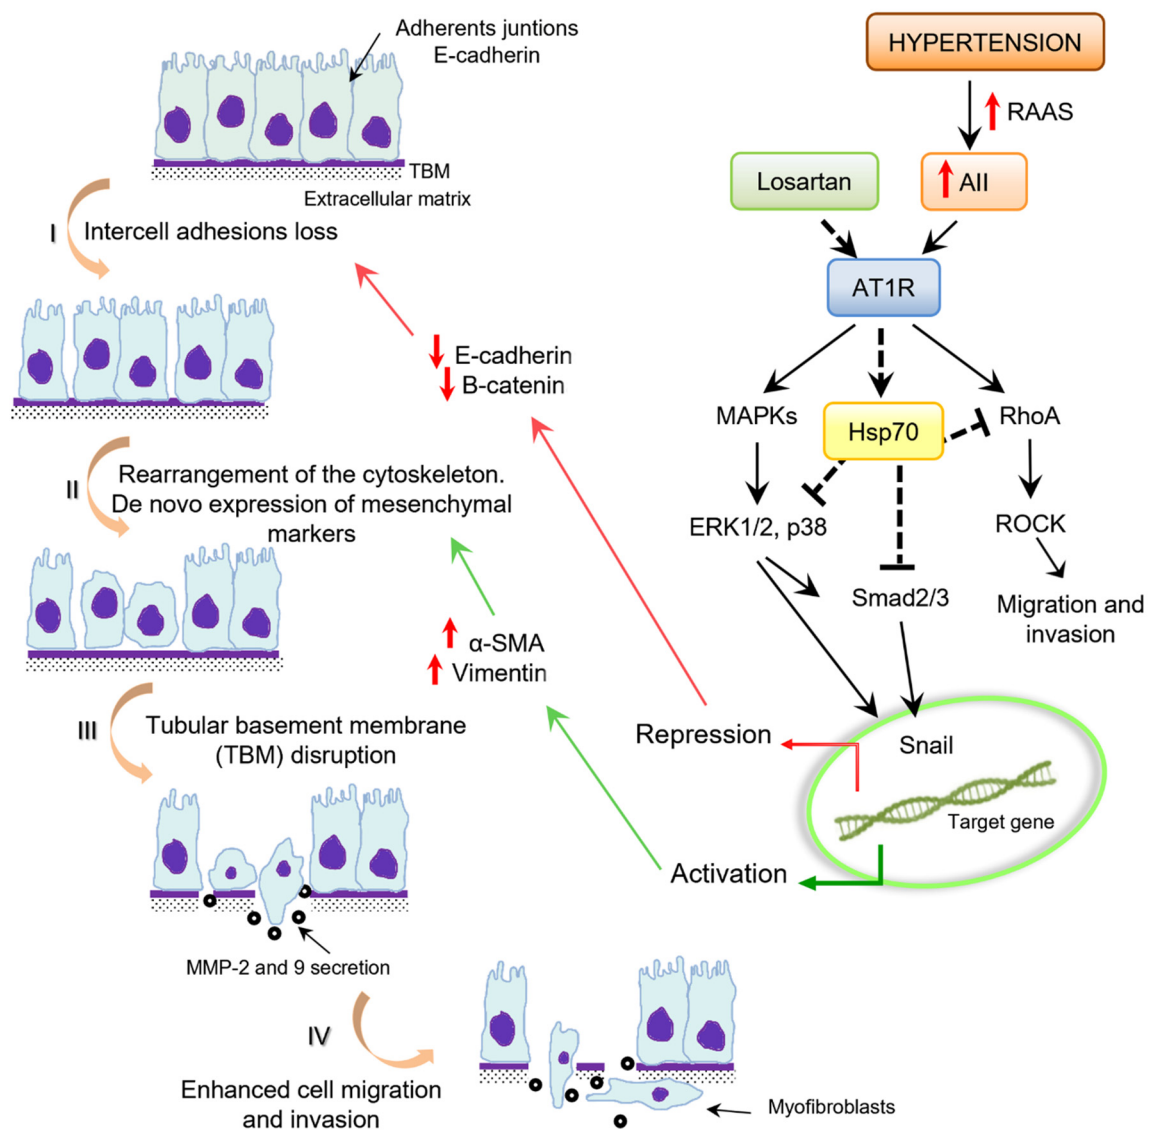 Adherents juntions
E-cadherin
TBM
Extracellular matrix
I
Intercell adhesions loss
II
Rearrangement of the cytoskeleton.
De novo expression of mesenchymal
markers
III
Tubular basement membrane
(TBM) disruption
MMP-2 and 9 secretion
IV
Enhanced cell migration
and invasion
Myofibroblasts
E-cadherin
B-catenin
α-SMA
Vimentin
HYPERTENSION
RAAS
Losartan
AII
AT1R
MAPKs
Hsp70
RhoA
ERK1/2, p38
ROCK
Smad2/3
Migration and
invasion
Repression
Snail
Target gene
Activation